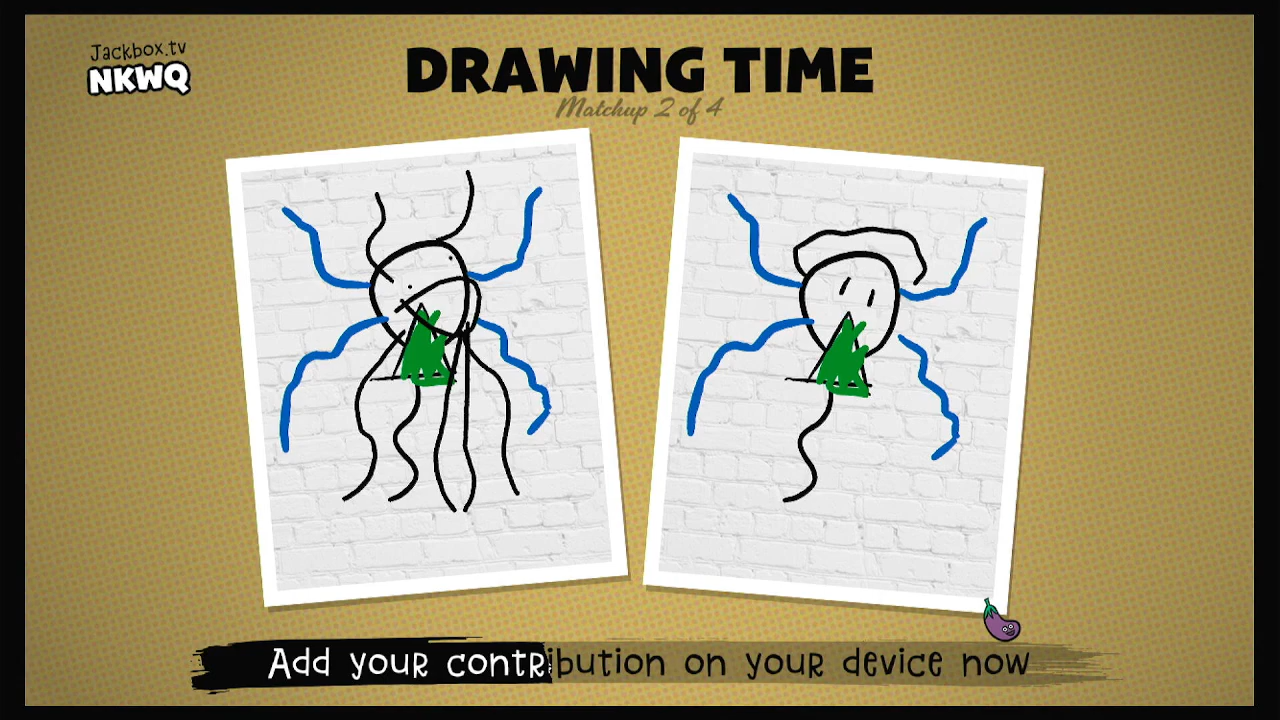 Jackbox.tv
NKWQ
DRAWING TIME
Matchup 2 of 4
Add your contribution on your device now